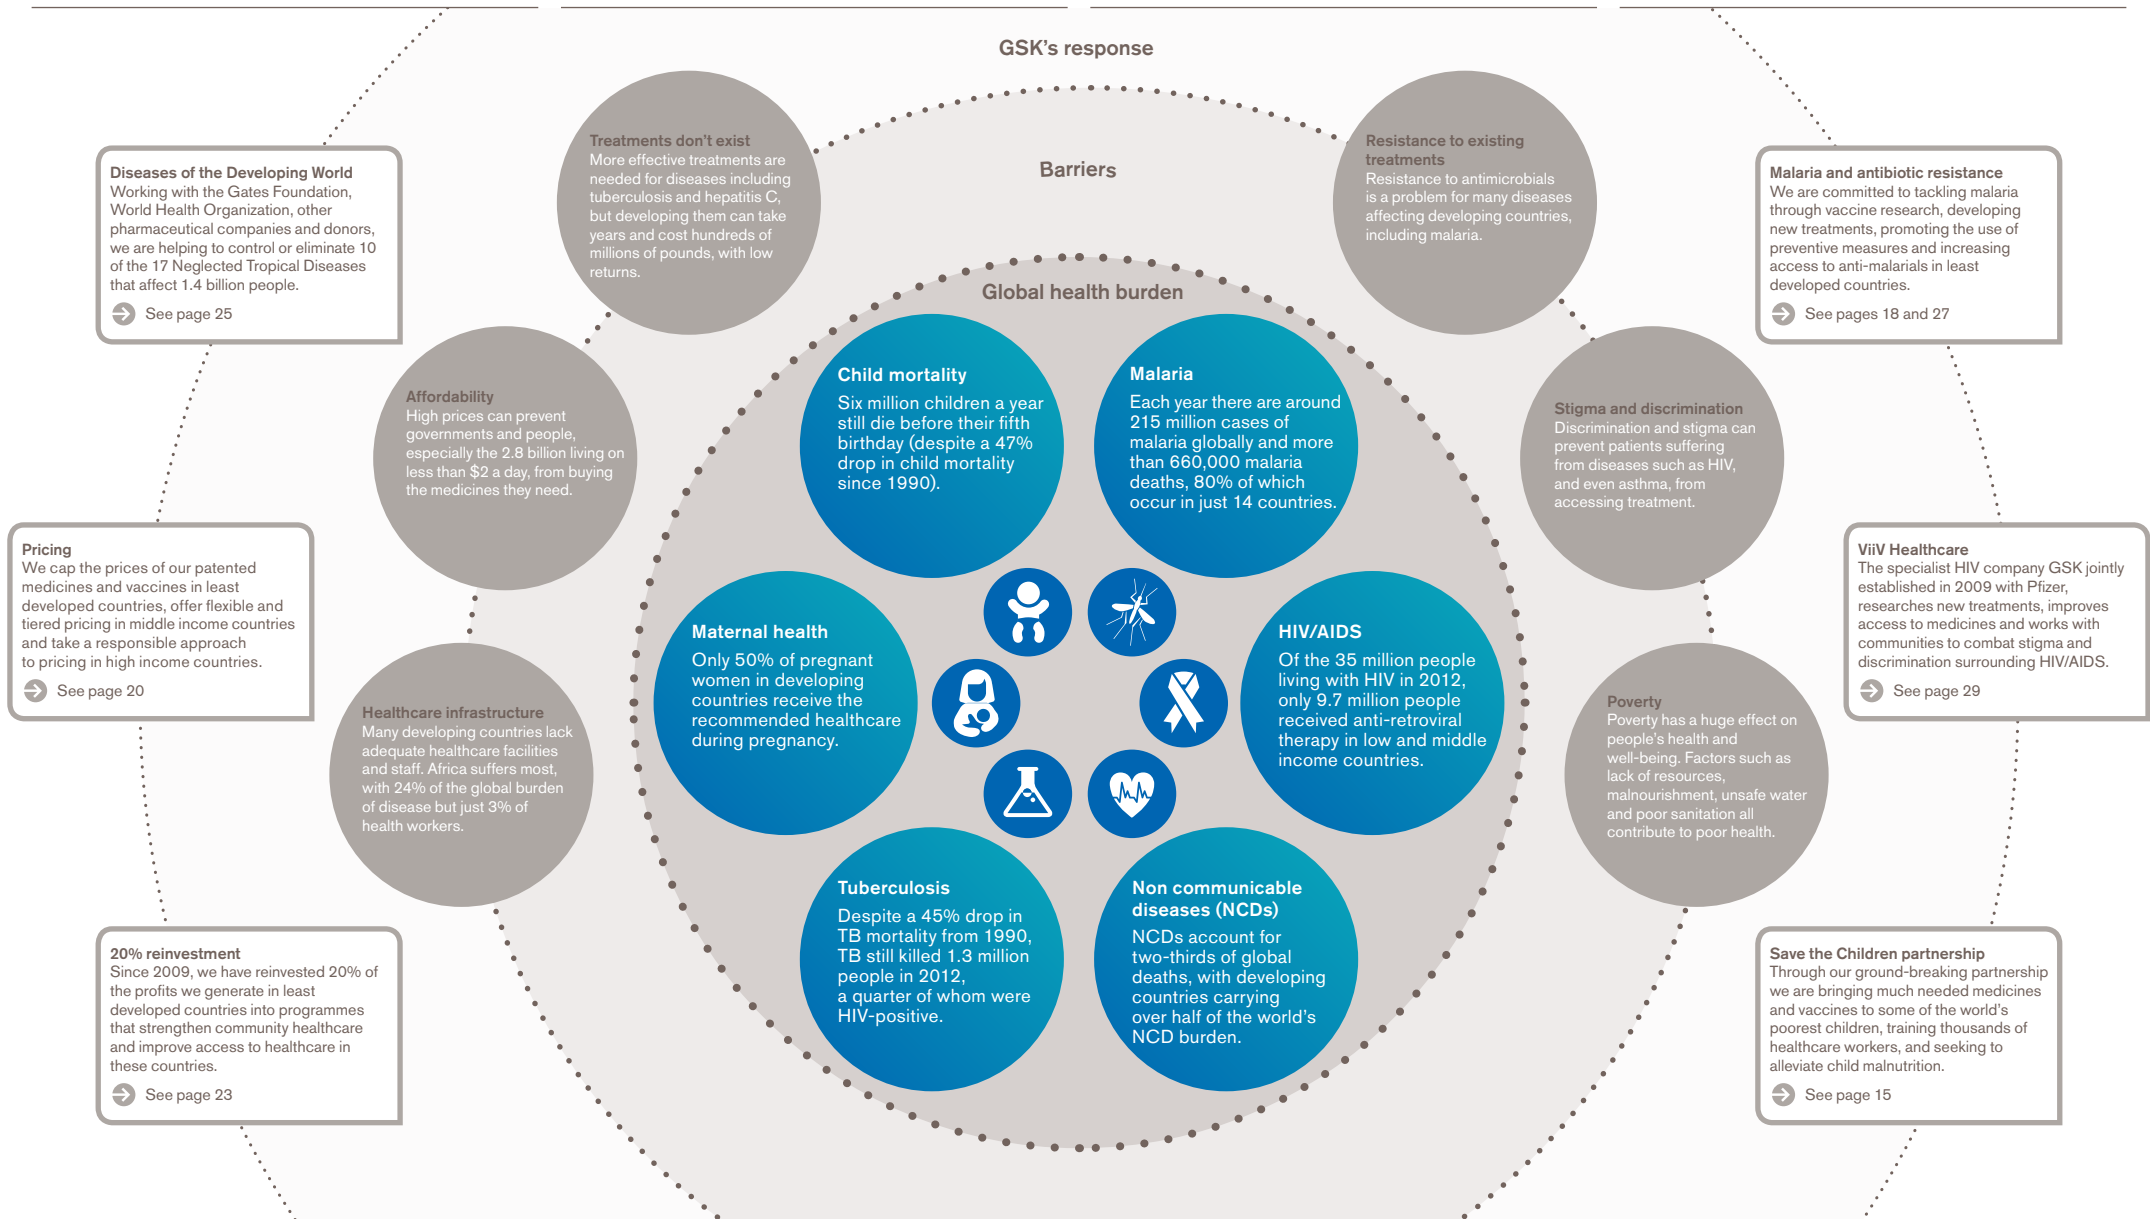 GSK's response
Barriers
Global health burden
Diseases of the Developing World
Working with the Gates Foundation,
World Health Organization, other
pharmaceutical companies and donors,
we are helping to control or eliminate 10
of the 17 Neglected Tropical Diseases
that affect 1.4 billion people.
See page 25
Pricing
We cap the prices of our patented
medicines and vaccines in least
developed countries, offer flexible and
tiered pricing in middle income countries
and take a responsible approach
to pricing in high income countries.
See page 20
20% reinvestment
Since 2009, we have reinvested 20% of
the profits we generate in least
developed countries into programmes
that strengthen community healthcare
and improve access to healthcare in
these countries.
See page 23
Treatments don't exist
More effective treatments are
needed for diseases including
tuberculosis and hepatitis C,
but developing them can take
years and cost hundreds of
millions of pounds, with low
returns.
Affordability
High prices can prevent
governments and people,
especially the 2.8 billion living on
less than $2 a day, from buying
the medicines they need.
Healthcare infrastructure
Many developing countries lack
adequate healthcare facilities
and staff. Africa suffers most,
with 24% of the global burden
of disease but just 3% of
health workers.
Child mortality
Six million children a year
still die before their fifth
birthday (despite a 47%
drop in child mortality
since 1990).
Malaria
Each year there are around
215 million cases of
malaria globally and more
than 660,000 malaria
deaths, 80% of which
occur in just 14 countries.
Maternal health
Only 50% of pregnant
women in developing
countries receive the
recommended healthcare
during pregnancy.
HIV/AIDS
Of the 35 million people
living with HIV in 2012,
only 9.7 million people
received anti-retroviral
therapy in low and middle
income countries.
Tuberculosis
Despite a 45% drop in
TB mortality from 1990,
TB still killed 1.3 million
people in 2012,
a quarter of whom were
HIV-positive.
Non communicable
diseases (NCDs)
NCDs account for
two-thirds of global
deaths, with developing
countries carrying
over half of the world's
NCD burden.
Resistance to existing
treatments
Resistance to antimicrobials
is a problem for many diseases
affecting developing countries,
including malaria.
Stigma and discrimination
Discrimination and stigma can
prevent patients suffering
from diseases such as HIV,
and even asthma, from
accessing treatment.
Poverty
Poverty has a huge effect on
people's health and
well-being. Factors such as
lack of resources,
malnourishment, unsafe water
and poor sanitation all
contribute to poor health.
Malaria and antibiotic resistance
We are committed to tackling malaria
through vaccine research, developing
new treatments, promoting the use of
preventive measures and increasing
access to anti-malarials in least
developed countries.
See pages 18 and 27
ViiV Healthcare
The specialist HIV company GSK jointly
established in 2009 with Pfizer,
researches new treatments, improves
access to medicines and works with
communities to combat stigma and
discrimination surrounding HIV/AIDS.
See page 29
Save the Children partnership
Through our ground-breaking partnership
we are bringing much needed medicines
and vaccines to some of the world's
poorest children, training thousands of
healthcare workers, and seeking to
alleviate child malnutrition.
See page 15